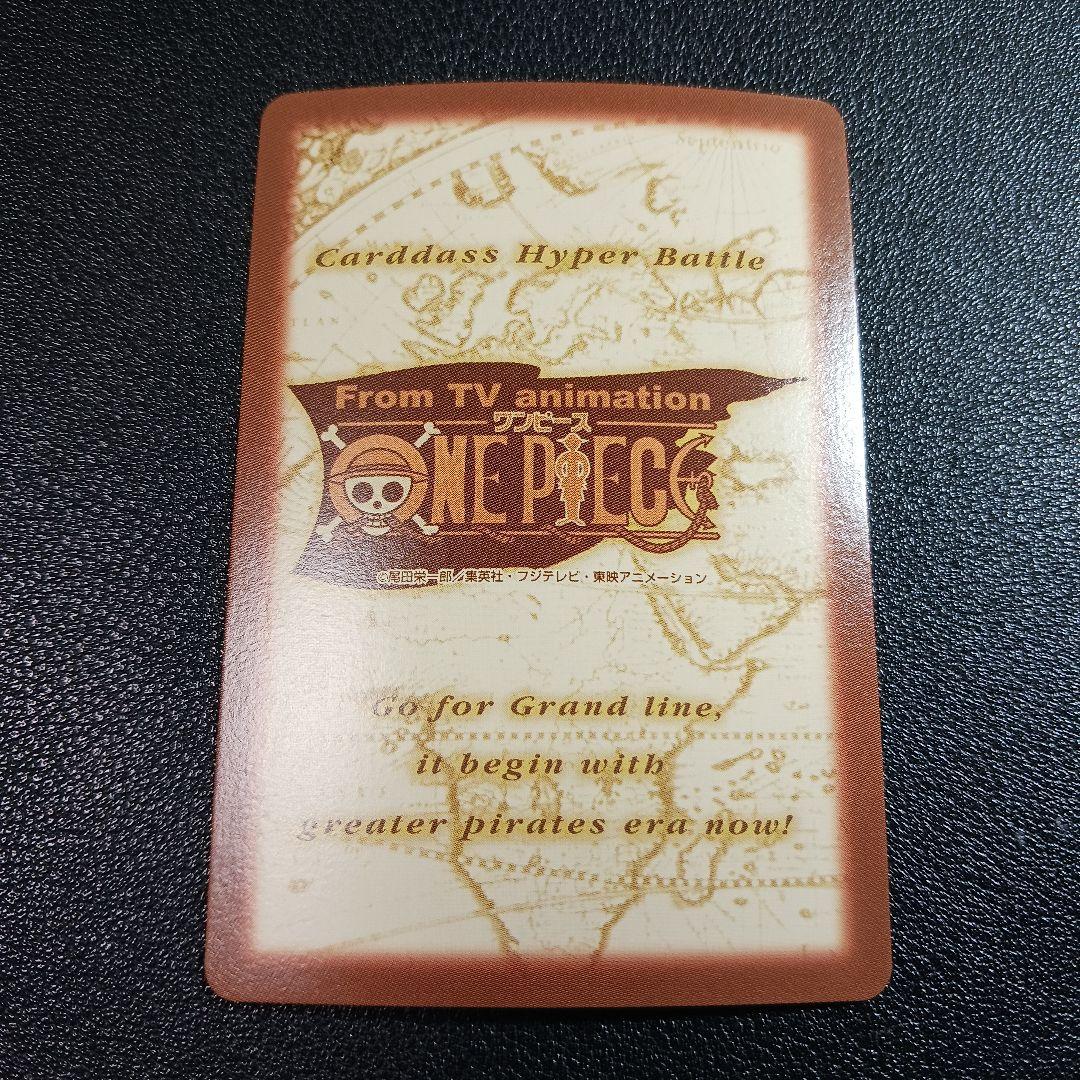 Septentrio
Carddass Hyper Battle
From TV animation
ワンピース
ONE PIECE
©尾田栄一郎/集英社・フジテレビ・東映アニメーション
Go for Grand line,
it begin with
greater pirates era now!